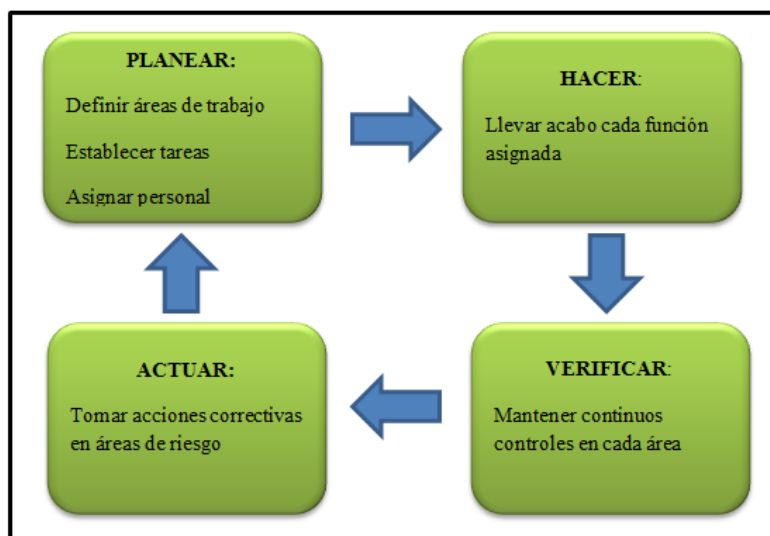 PLANEAR:
Definir áreas de trabajo
Establecer tareas
Asignar personal
HACER:
Llevar acabo cada función
asignada
VERIFICAR:
Mantener continuos
controles en cada área
ACTUAR:
Tomar acciones correctivas
en áreas de riesgo